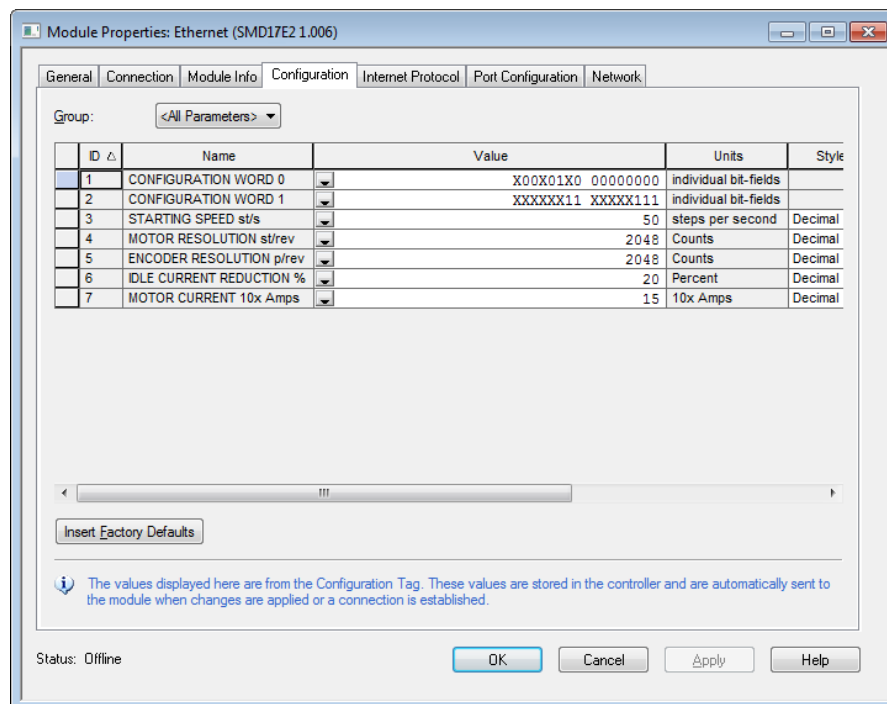 Module Properties: Ethernet (SMD17E2 1.006)
General Connection Module Info Configuration Internet Protocol Port Configuration Network
Group: <All Parameters>
ID Name Value Units Style
1 CONFIGURATION WORD 0 X00X01X0 00000000 individual bit-fields
2 CONFIGURATION WORD 1 XXXXXX11 XXXXX111 individual bit-fields
3 STARTING SPEED st/s 50 steps per second Decimal
4 MOTOR RESOLUTION st/rev 2048 Counts Decimal
5 ENCODER RESOLUTION p/rev 2048 Counts Decimal
6 IDLE CURRENT REDUCTION % 20 Percent Decimal
7 MOTOR CURRENT 10x Amps 15 10x Amps Decimal
Insert Factory Defaults
The values displayed here are from the Configuration Tag. These values are stored in the controller and are automatically sent to
the module when changes are applied or a connection is established.
Status: Offline OK Cancel Apply Help